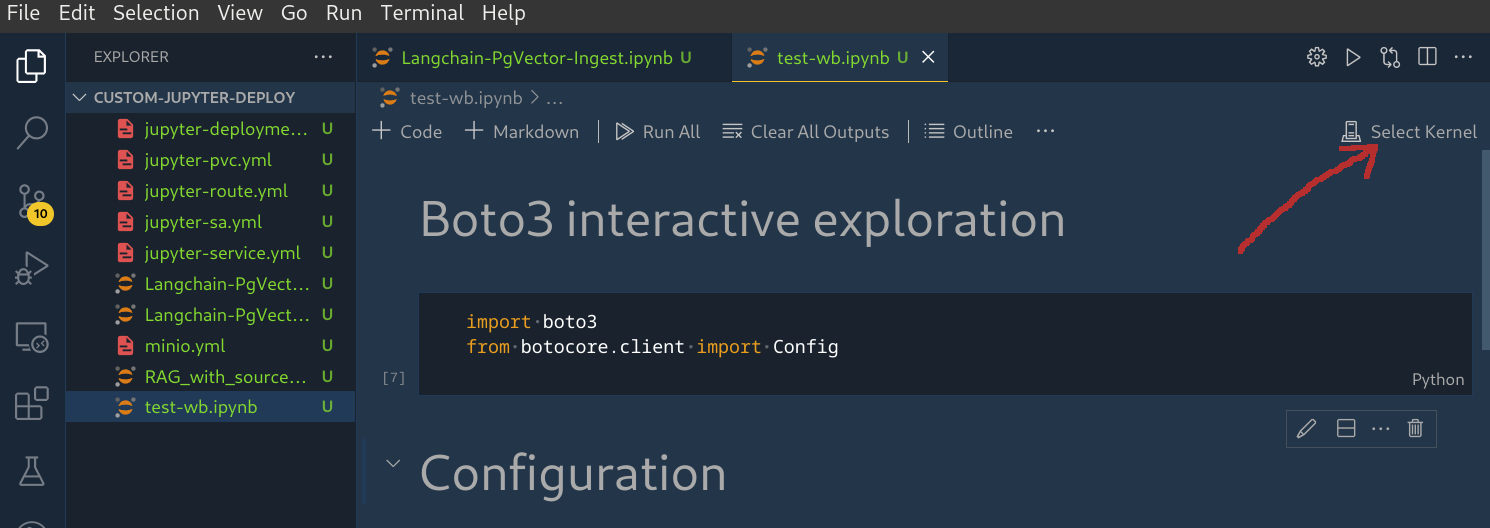 File Edit Selection View Go Run Terminal Help
EXPLORER ...
Langchain-PgVector-Ingest.ipynb U
test-wb.ipynb U
CUSTOM-JUPYTER-DEPLOY
jupyter-deployme... U
jupyter-pvc.yml U
jupyter-route.yml U
jupyter-sa.yml U
jupyter-service.yml U
Langchain-PgVect... U
Langchain-PgVect... U
minio.yml U
RAG_with_source... U
test-wb.ipynb U
10
test-wb.ipynb > ...
+ Code + Markdown Run All Clear All Outputs Outline ... Select Kernel
Boto3 interactive exploration
import·boto3
from·botocore.client·import·Config
[7]
Python
Configuration